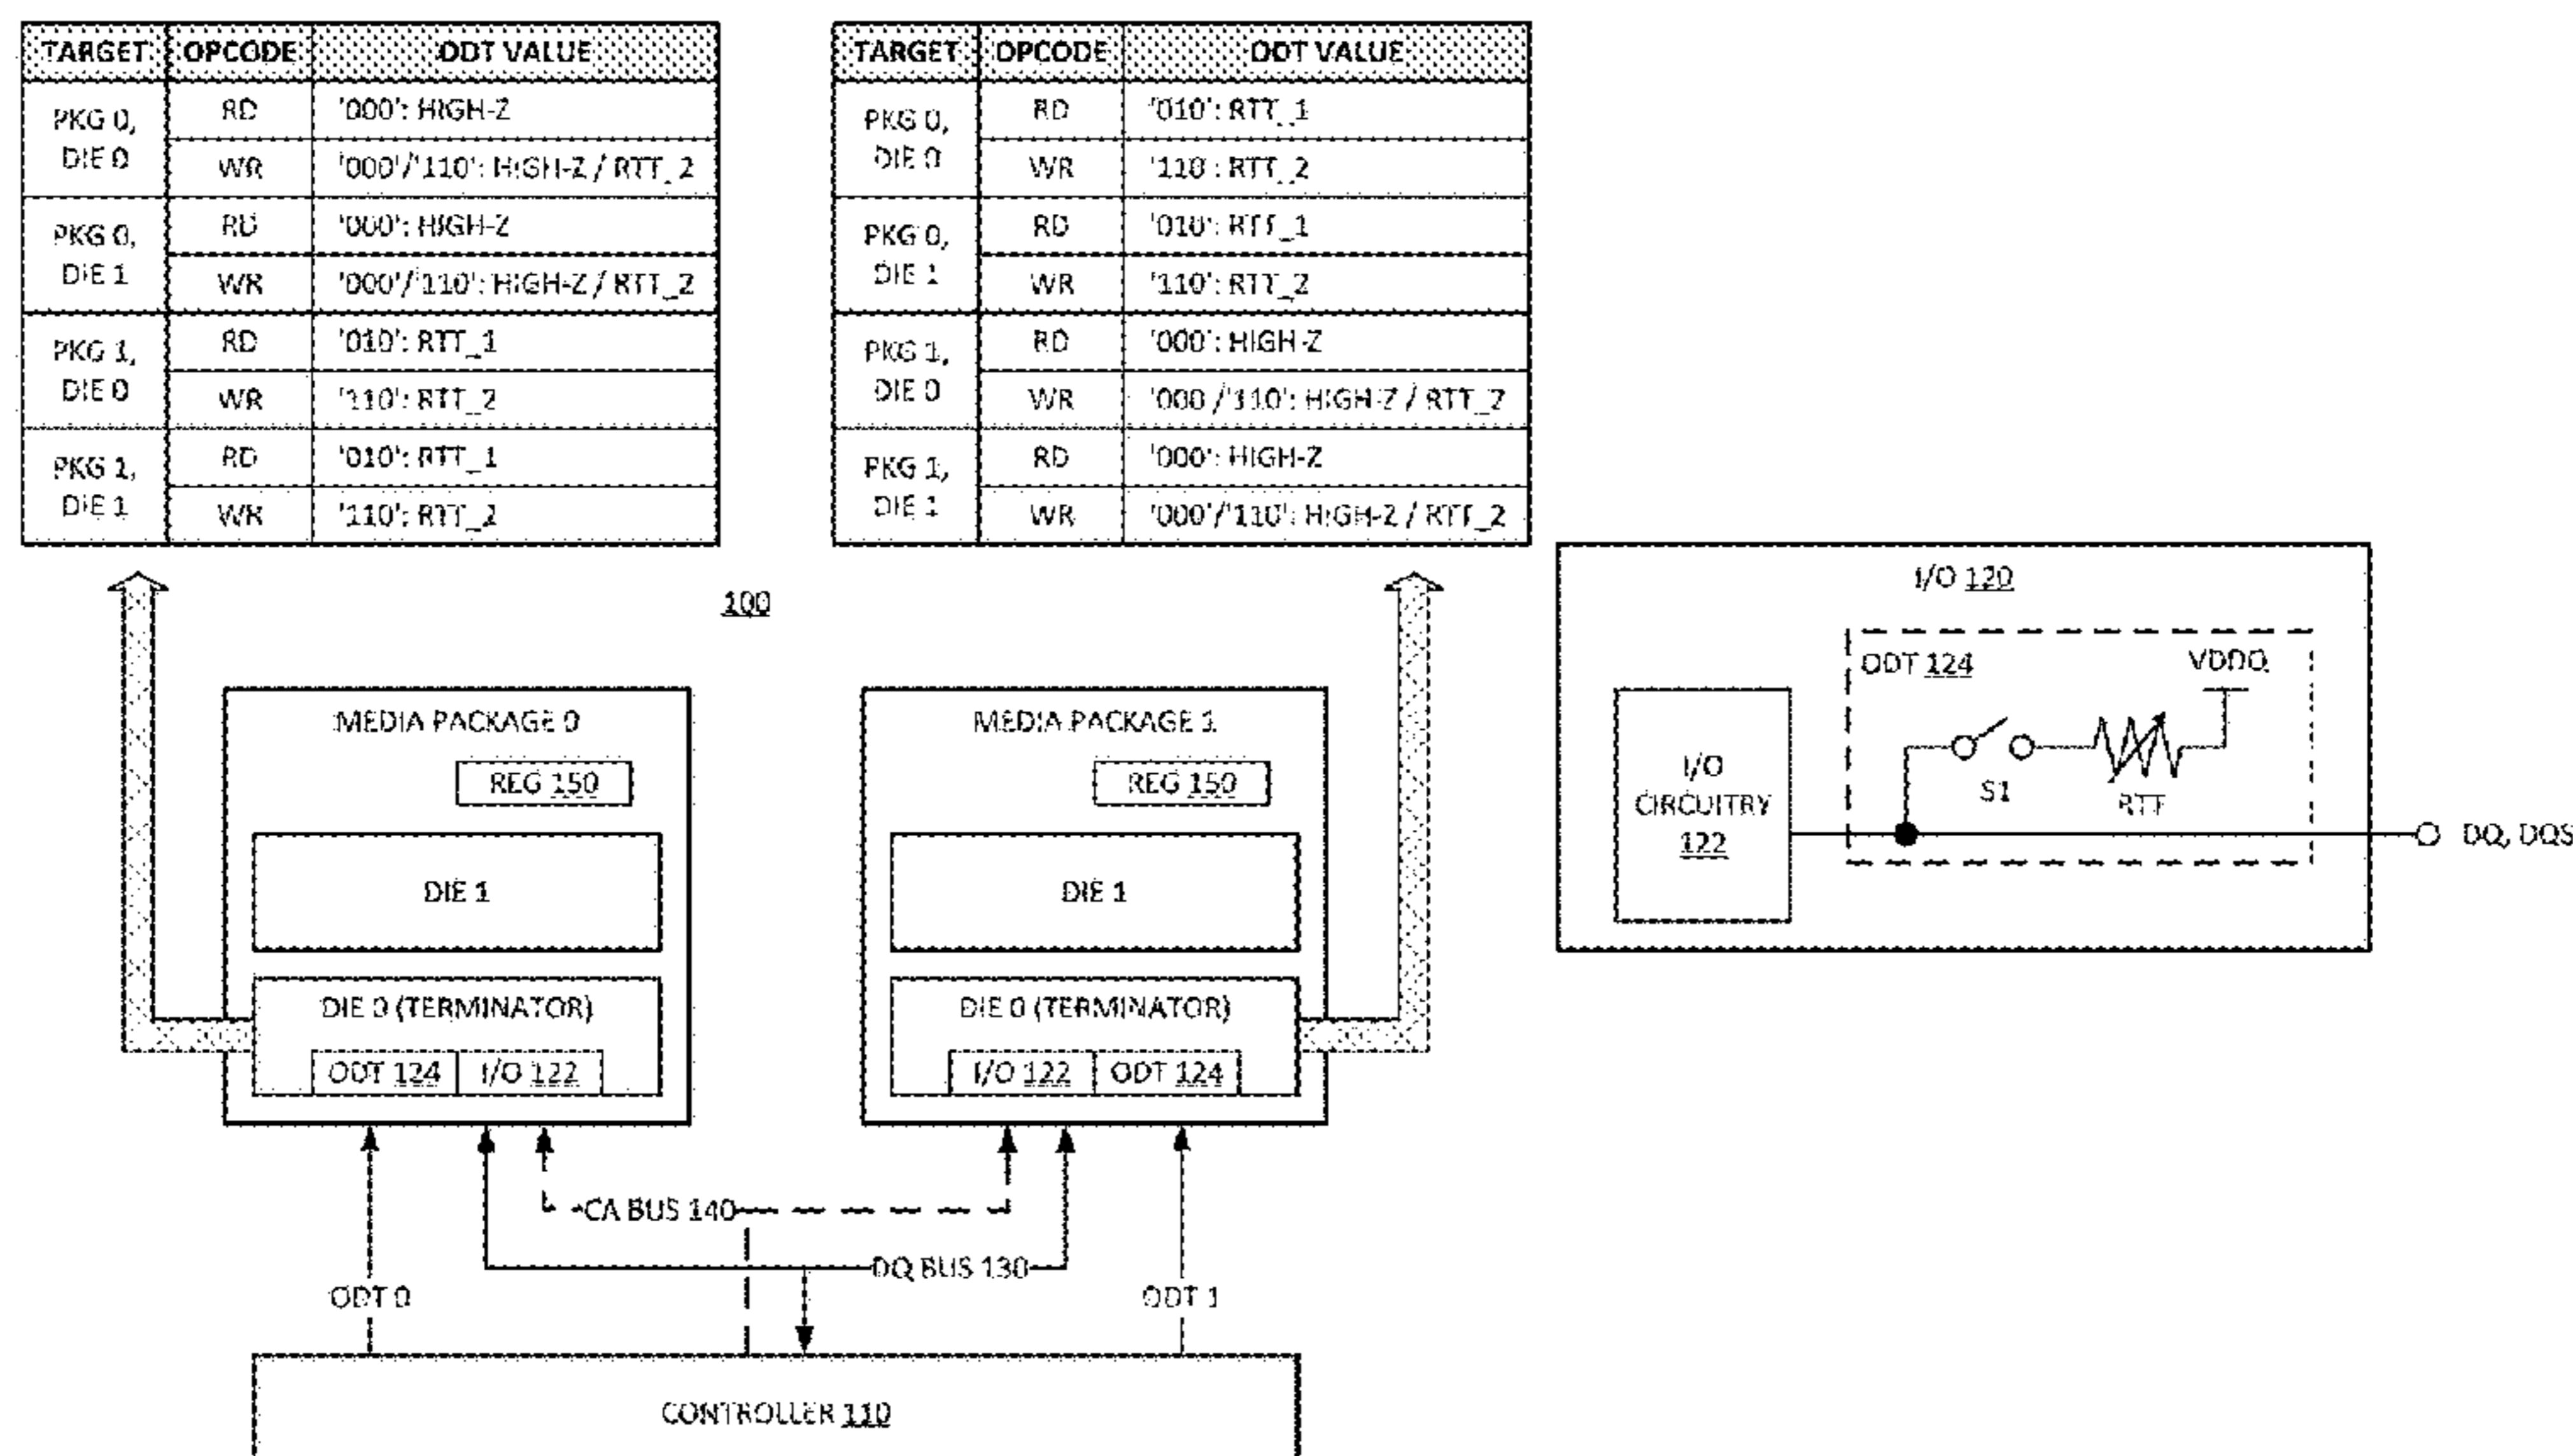 TARGET OPCODE ODT VALUE
PKG 0, DIE 0 RD '000': HIGH-Z
WR '000'/'110': HIGH-Z / RTT_2
PKG 0, DIE 1 RD '000': HIGH-Z
WR '000'/'110': HIGH-Z / RTT_2
PKG 1, DIE 0 RD '010': RTT_1
WR '110': RTT_2
PKG 1, DIE 1 RD '010': RTT_1
WR '110': RTT_2
TARGET OPCODE ODT VALUE
PKG 0, DIE 0 RD '010': RTT_1
WR '110': RTT_2
PKG 0, DIE 1 RD '010': RTT_1
WR '110': RTT_2
PKG 1, DIE 0 RD '000': HIGH-Z
WR '000'/'110': HIGH-Z / RTT_2
PKG 1, DIE 1 RD '000': HIGH-Z
WR '000'/'110': HIGH-Z / RTT_2
100
I/O 120
ODT 124
VDDQ
S1
RTT
I/O
CIRCUITRY
122
DQ, DQS
MEDIA PACKAGE 0
REG 150
DIE 1
DIE 0 (TERMINATOR)
ODT 124 I/O 122
MEDIA PACKAGE 1
REG 150
DIE 1
DIE 0 (TERMINATOR)
I/O 122 ODT 124
CA BUS 140
DQ BUS 130
ODT 0
ODT 1
CONTROLLER 110